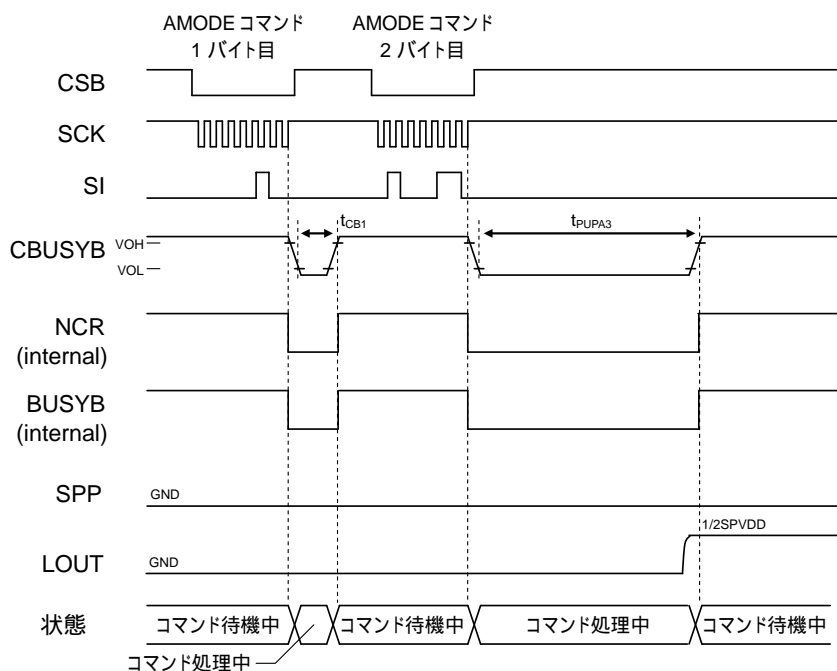 AMODE コマンド
1 バイト目
AMODE コマンド
2 バイト目
CSB
SCK
SI
CBUSYB
VOH
VOL
tCB1
tPUPA3
NCR
(internal)
BUSYB
(internal)
SPP
GND
LOUT
GND
1/2SPVDD
状態
コマンド待機中
コマンド待機中
コマンド処理中
コマンド待機中
コマンド処理中